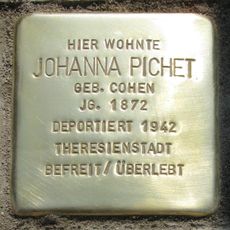 HIER WOHNTE
JOHANNA PICHET
GEB. COHEN
JG. 1872
DEPORTIERT 1942
THERESIENSTADT
BEFREIT/ÜBERLEBT